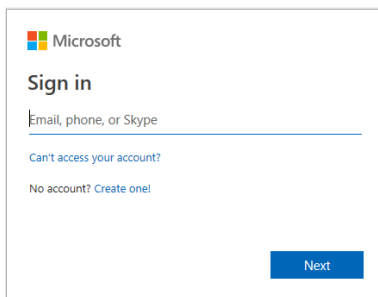 Microsoft
Sign in
Email, phone, or Skype
Can't access your account?
No account? Create one!
Next